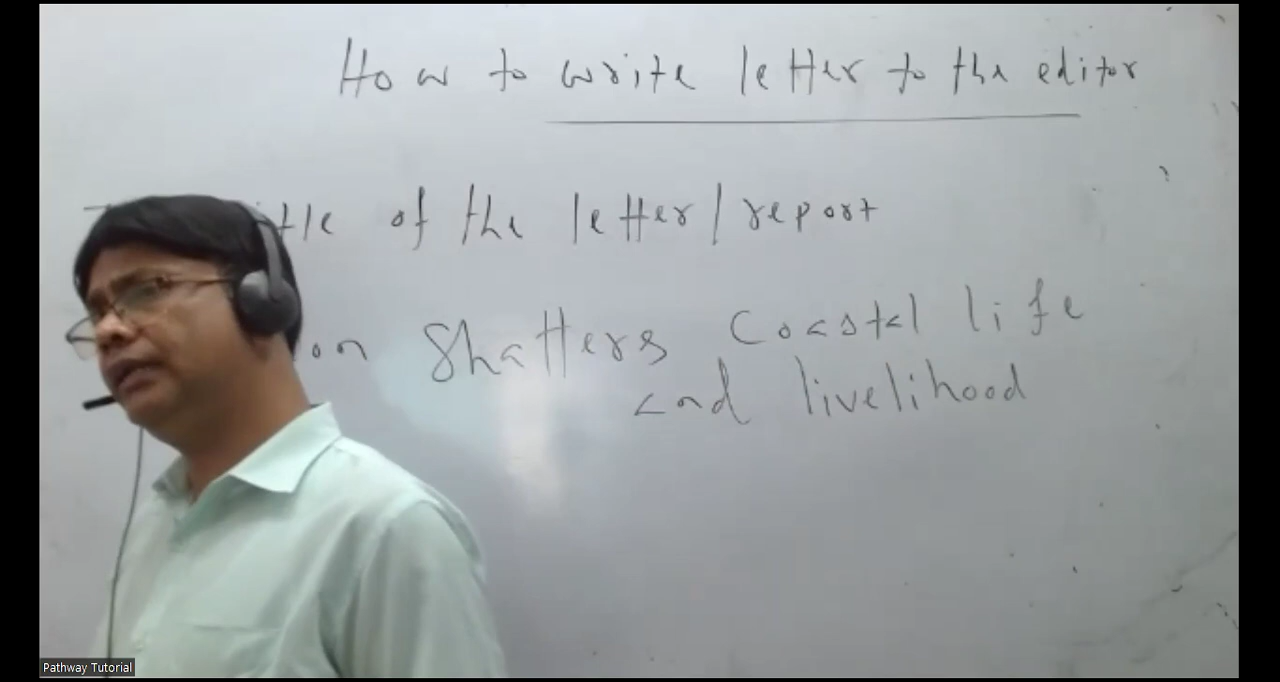 How to write letter to the editor
of the letter/report
Shatters Coastal life
and livelihood
Pathway Tutorial